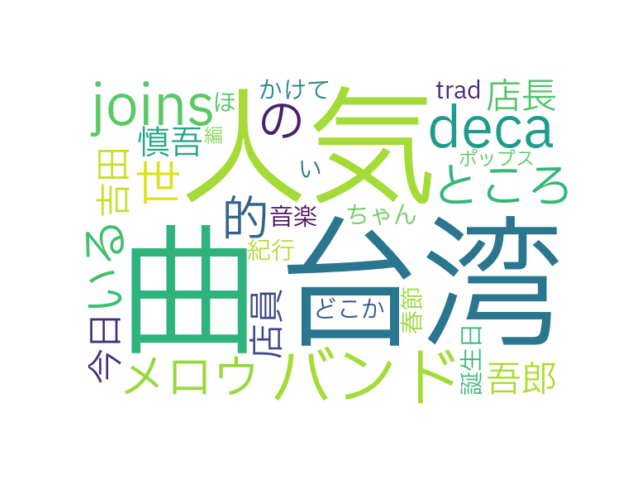 joins
ほ
かけて
trad
店長
人気
の
deca
慎吾
編
ポップス
吉田
世
い
ところ
的
音楽
ちゃん
台湾
曲
紀行
いる
どこか
春節
今日
店員
誕生日
メロウ
バンド
吾郎